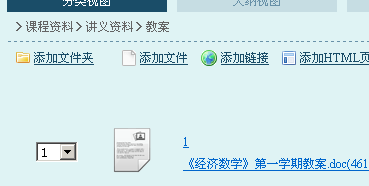 分类视图 大纲视图
>课程资料>讲义资料>教案
添加文件夹 添加文件 添加链接 添加HTML页
1 1
《经济数学》第一学期教案.doc(461